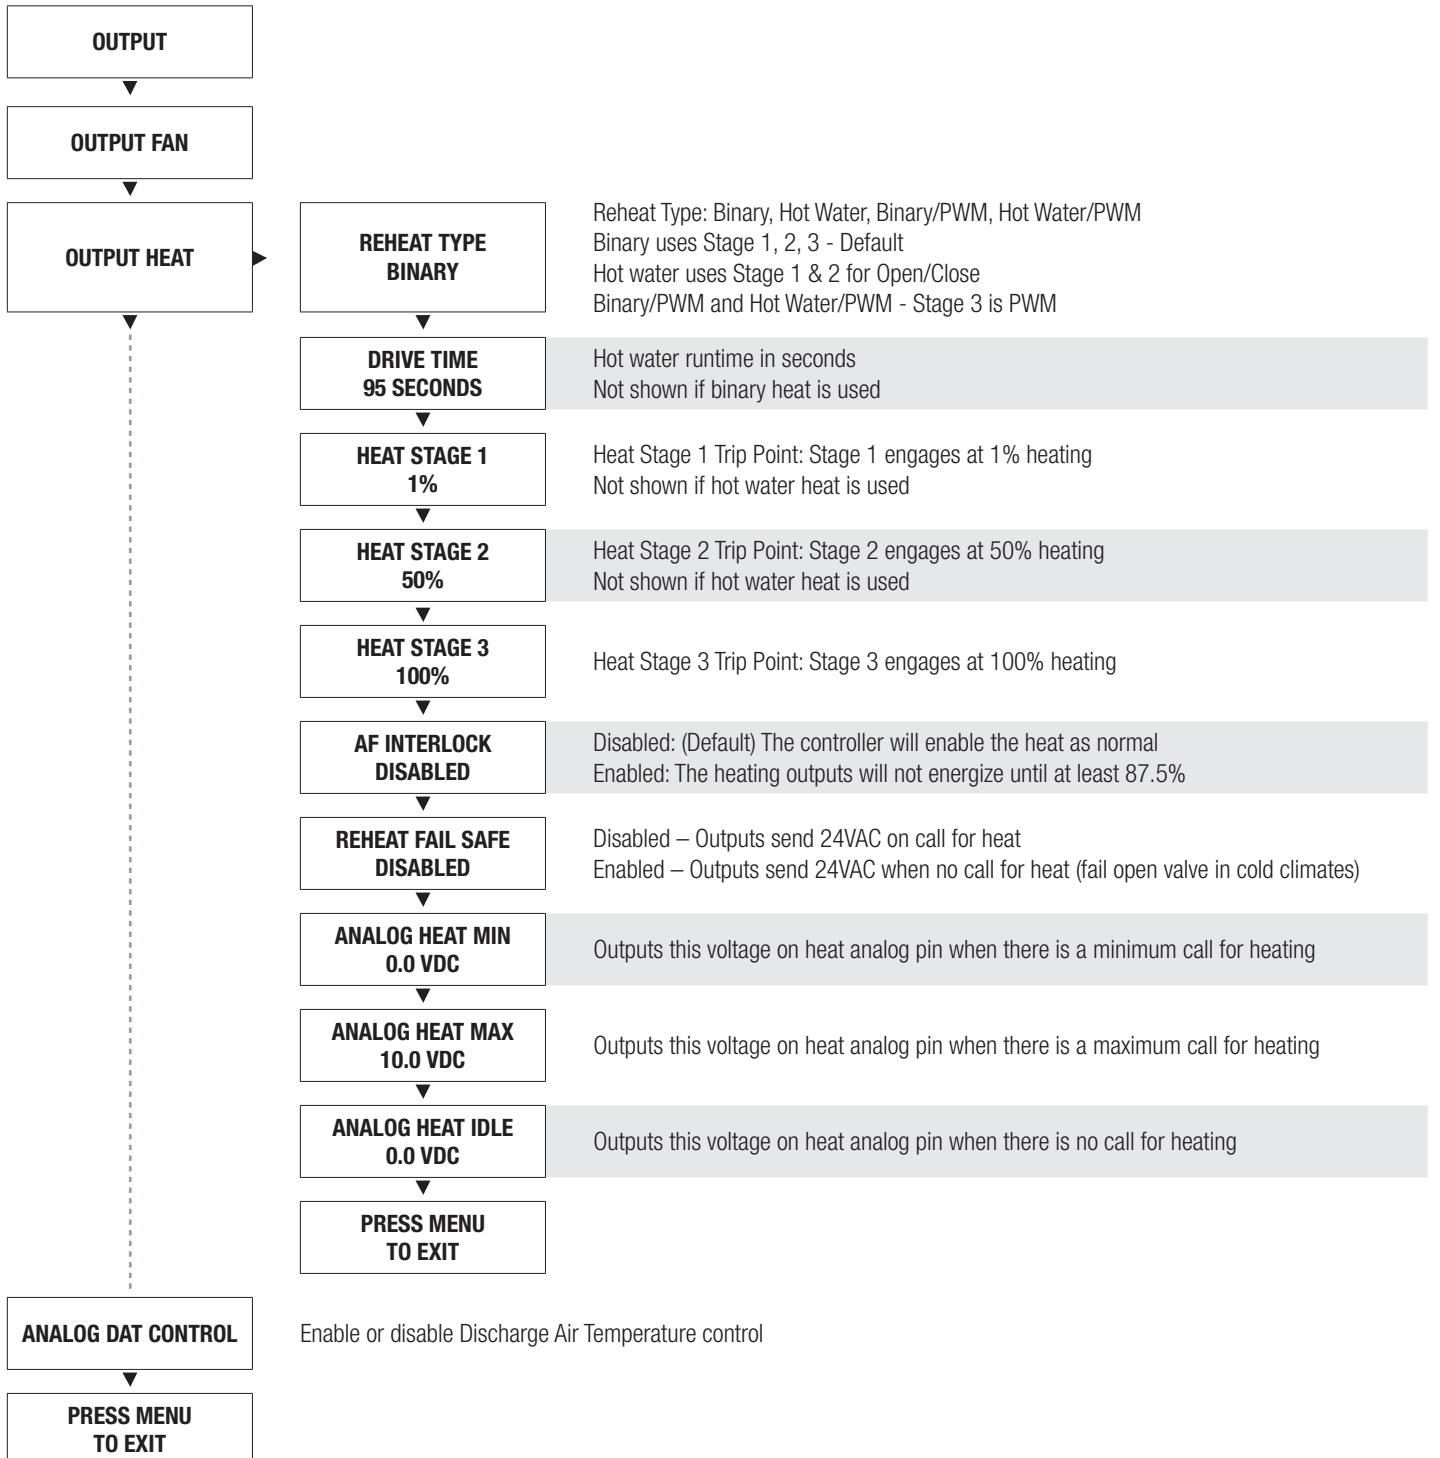 OUTPUT
OUTPUT FAN
OUTPUT HEAT
REHEAT TYPE
BINARY
Reheat Type: Binary, Hot Water, Binary/PWM, Hot Water/PWM
Binary uses Stage 1, 2, 3 - Default
Hot water uses Stage 1 & 2 for Open/Close
Binary/PWM and Hot Water/PWM - Stage 3 is PWM
DRIVE TIME
95 SECONDS
Hot water runtime in seconds
Not shown if binary heat is used
HEAT STAGE 1
1%
Heat Stage 1 Trip Point: Stage 1 engages at 1% heating
Not shown if hot water heat is used
HEAT STAGE 2
50%
Heat Stage 2 Trip Point: Stage 2 engages at 50% heating
Not shown if hot water heat is used
HEAT STAGE 3
100%
Heat Stage 3 Trip Point: Stage 3 engages at 100% heating
AF INTERLOCK
DISABLED
Disabled: (Default) The controller will enable the heat as normal
Enabled: The heating outputs will not energize until at least 87.5%
REHEAT FAIL SAFE
DISABLED
Disabled – Outputs send 24VAC on call for heat
Enabled – Outputs send 24VAC when no call for heat (fail open valve in cold climates)
ANALOG HEAT MIN
0.0 VDC
Outputs this voltage on heat analog pin when there is a minimum call for heating
ANALOG HEAT MAX
10.0 VDC
Outputs this voltage on heat analog pin when there is a maximum call for heating
ANALOG HEAT IDLE
0.0 VDC
Outputs this voltage on heat analog pin when there is no call for heating
PRESS MENU
TO EXIT
ANALOG DAT CONTROL
Enable or disable Discharge Air Temperature control
PRESS MENU
TO EXIT